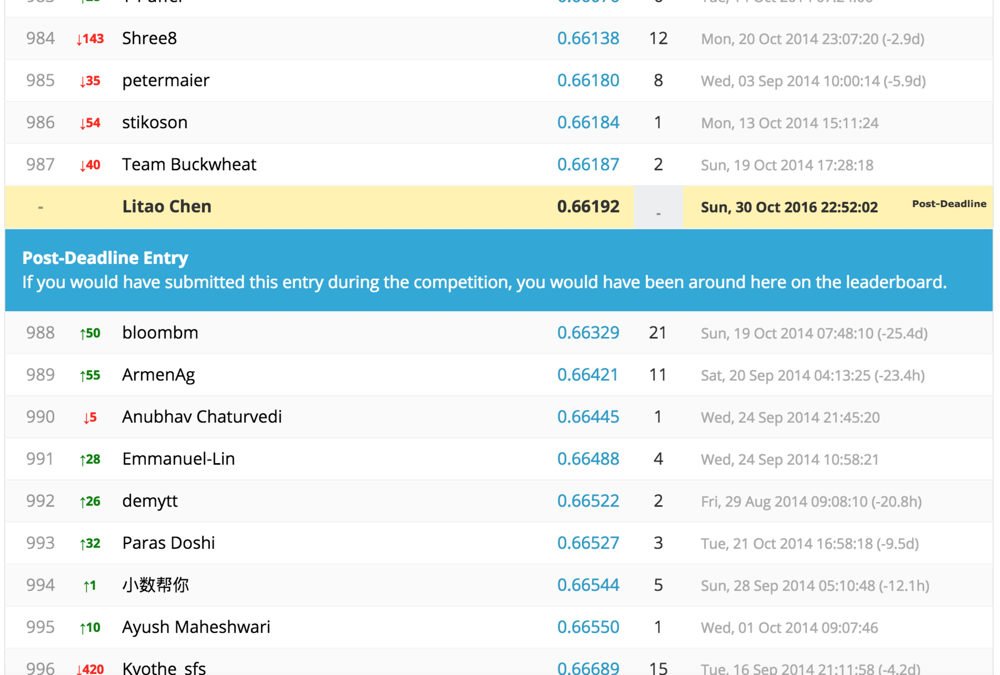 984 ↓143 Shree8 0.66138 12 Mon, 20 Oct 2014 23:07:20 (-2.9d)
985 ↓35 petermaier 0.66180 8 Wed, 03 Sep 2014 10:00:14 (-5.9d)
986 ↓54 stikoson 0.66184 1 Mon, 13 Oct 2014 15:11:24
987 ↓40 Team Buckwheat 0.66187 2 Sun, 19 Oct 2014 17:28:18
- Litao Chen 0.66192 - Sun, 30 Oct 2016 22:52:02 Post-Deadline
Post-Deadline Entry
If you would have submitted this entry during the competition, you would have been around here on the leaderboard.
988 ↑50 bloombm 0.66329 21 Sun, 19 Oct 2014 07:48:10 (-25.4d)
989 ↑55 ArmenAg 0.66421 11 Sat, 20 Sep 2014 04:13:25 (-23.4h)
990 ↓5 Anubhav Chaturvedi 0.66445 1 Wed, 24 Sep 2014 21:45:20
991 ↑28 Emmanuel-Lin 0.66488 4 Wed, 24 Sep 2014 10:58:21
992 ↑26 demytt 0.66522 2 Fri, 29 Aug 2014 09:08:10 (-20.8h)
993 ↑32 Paras Doshi 0.66527 3 Tue, 21 Oct 2014 16:58:18 (-9.5d)
994 ↑1 小数帮你 0.66544 5 Sun, 28 Sep 2014 05:10:48 (-12.1h)
995 ↑10 Ayush Maheshwari 0.66550 1 Wed, 01 Oct 2014 09:07:46
996 ↓420 Kvothe_sfs 0.66689 15 Tue, 16 Sep 2014 21:11:58 (-4.2d)